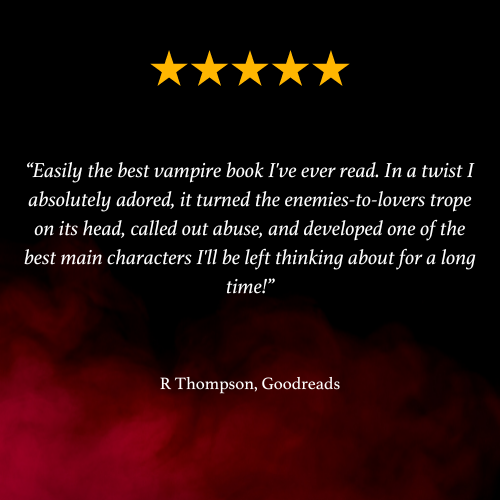 “Easily the best vampire book I've ever read. In a twist I
absolutely adored, it turned the enemies-to-lovers trope
on its head, called out abuse, and developed one of the
best main characters I'll be left thinking about for a long
time!”
R Thompson, Goodreads